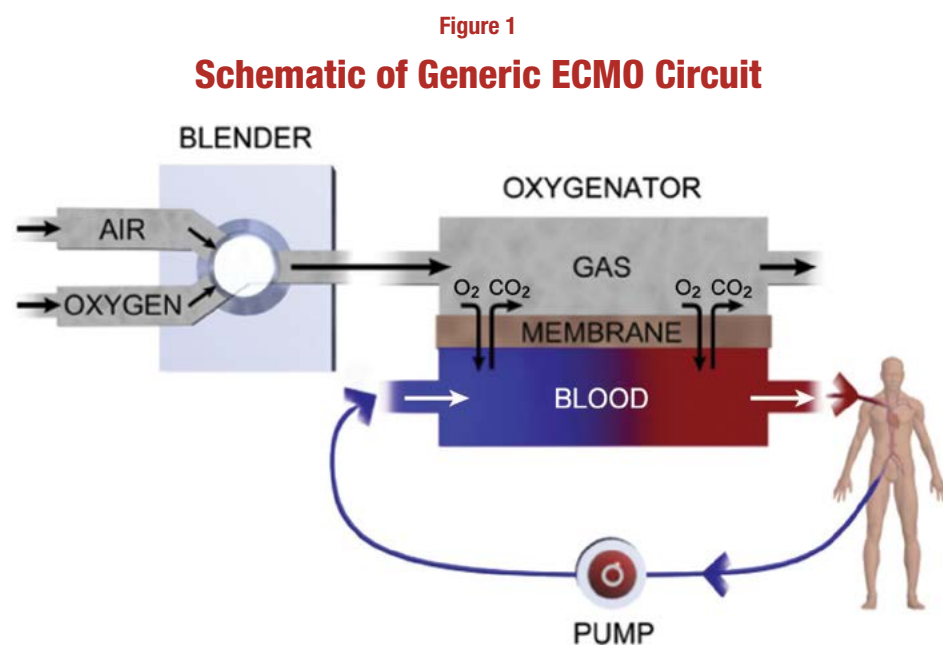 Figure 1
Schematic of Generic ECMO Circuit
BLENDER
OXYGENATOR
AIR
GAS
OXYGEN
O₂ CO₂ O₂ CO₂
MEMBRANE
BLOOD
PUMP